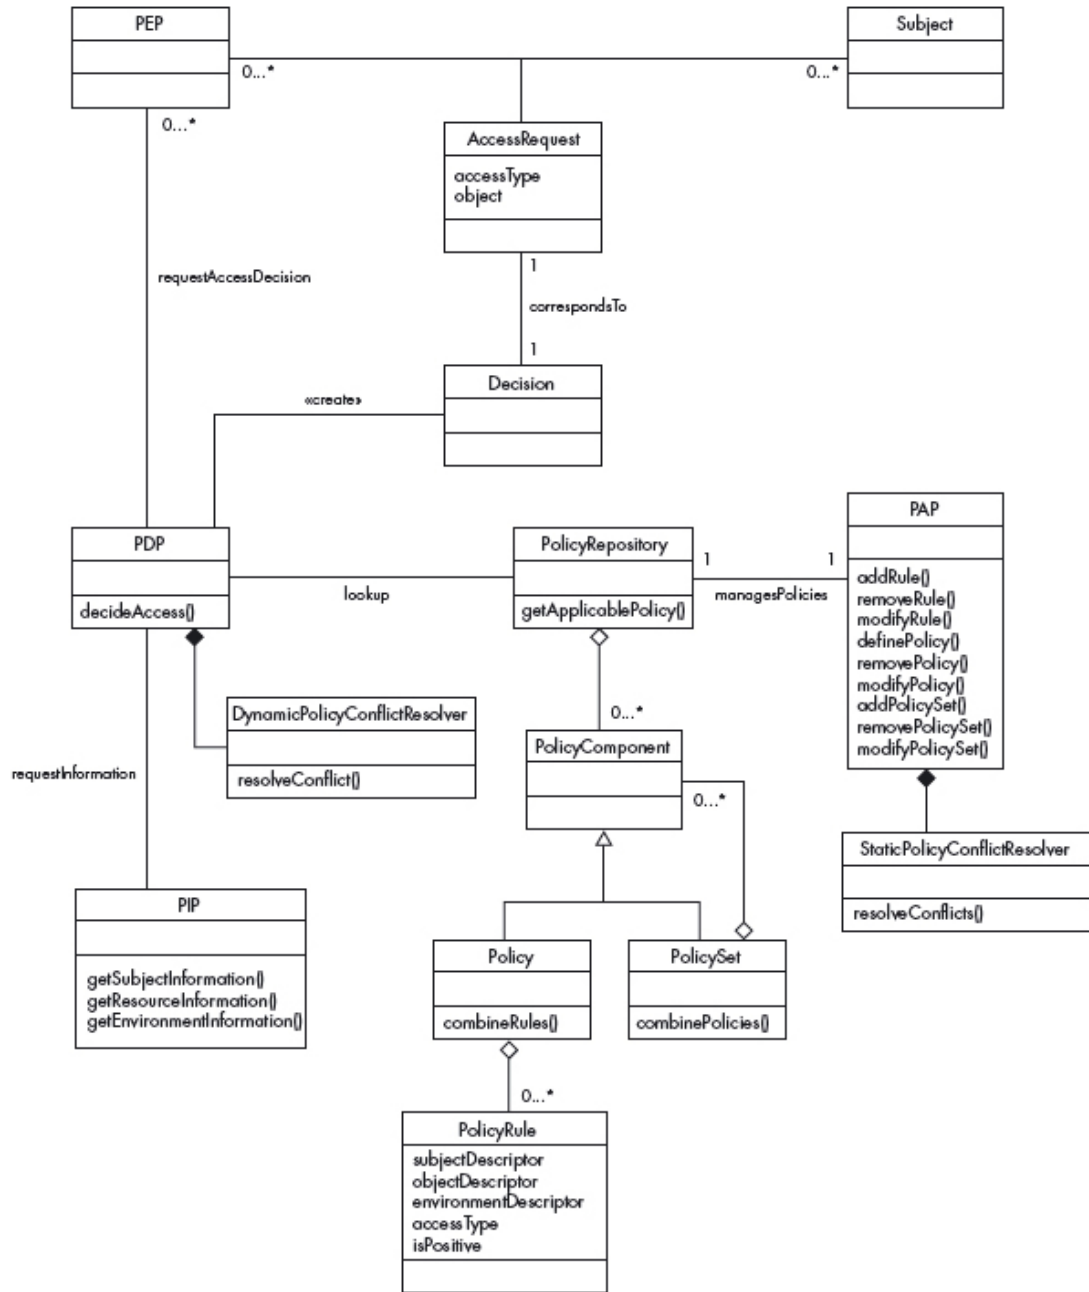 PEP
Subject
0...*
0...*
0...*
AccessRequest
accessType
object
1
requestAccessDecision
correspondsTo
1
Decision
«create»
PDP
decideAccess()
lookup
PolicyRepository
getApplicablePolicy()
1
1
managesPolicies
PAP
addRule()
removeRule()
modifyRule()
definePolicy()
removePolicy()
modifyPolicy()
addPolicySet()
removePolicySet()
modifyPolicySet()
DynamicPolicyConflictResolver
resolveConflict()
0...*
PolicyComponent
0...*
requestInformation
StaticPolicyConflictResolver
resolveConflicts()
PIP
getSubjectInformation()
getResourceInformation()
getEnvironmentInformation()
Policy
combineRules()
PolicySet
combinePolicies()
0...*
PolicyRule
subjectDescriptor
objectDescriptor
environmentDescriptor
accessType
isPositive